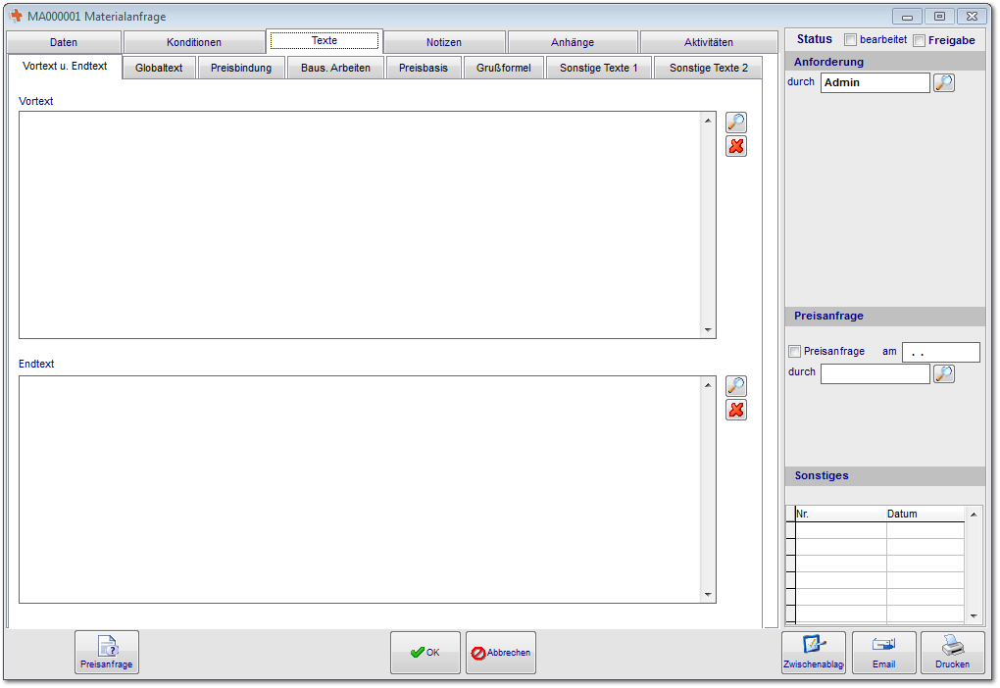 MA000001 Materialanfrage
Daten Konditionen Texte Notizen Anhänge Aktivitäten
Vortext u. Endtext Globaltext Preisbindung Baus. Arbeiten Preisbasis Grußformel Sonstige Texte 1 Sonstige Texte 2
Vortext
Endtext
Status bearbeitet Freigabe
Anforderung
durch Admin
Preisanfrage
Preisanfrage am . .
durch
Sonstiges
Nr. Datum
Preisanfrage
OK
Abbrechen
Zwischenablag
Email
Drucken